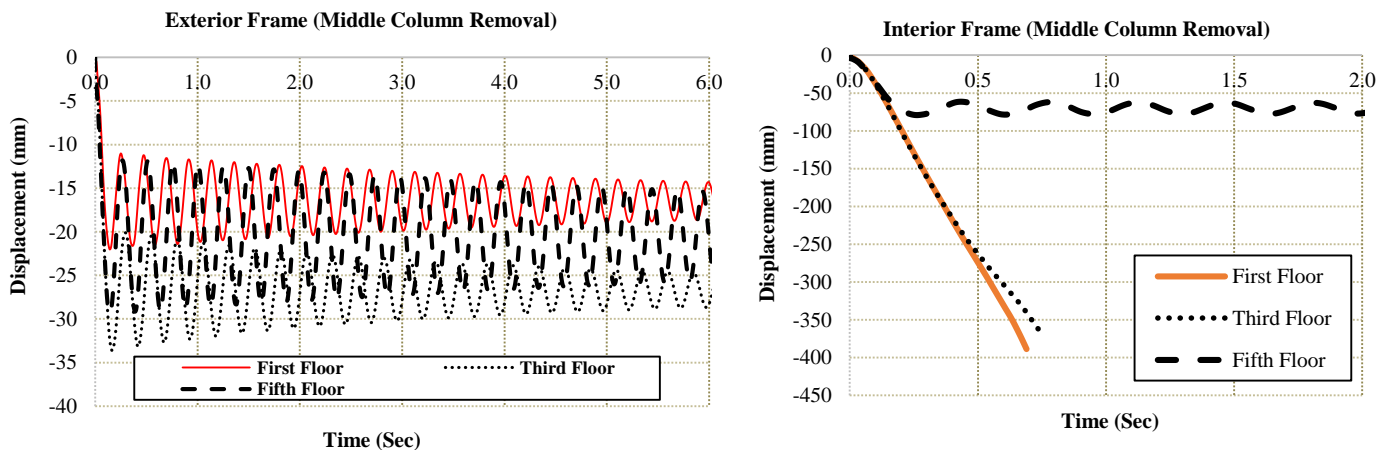 Exterior Frame (Middle Column Removal)
0
-5
-10
-15
-20
-25
-30
-35
-40
0.0 1.0 2.0 3.0 4.0 5.0 6.0
Displacement (mm)
First Floor Third Floor
Fifth Floor
Time (Sec)
Interior Frame (Middle Column Removal)
0
-50
-100
-150
-200
-250
-300
-350
-400
-450
0.0 0.5 1.0 1.5 2.0
Displacement (mm)
First Floor
Third Floor
Fifth Floor
Time (Sec)